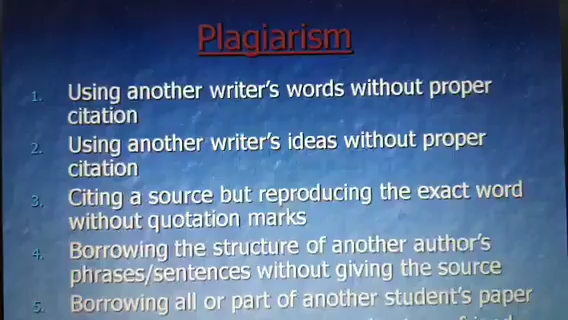 Plagiarism
1. Using another writer's words without proper
citation
2. Using another writer's ideas without proper
citation
3. Citing a source but reproducing the exact word
without quotation marks
4. Borrowing the structure of another author's
phrases/sentences without giving the source
5. Borrowing all or part of another student's paper